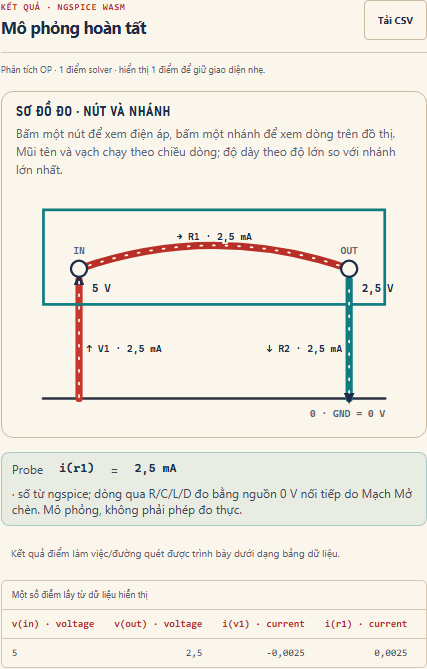 KẾT QUẢ · NGSPICE WASM
Mô phỏng hoàn tất
Tải CSV
Phân tích OP · 1 điểm solver · hiển thị 1 điểm để giữ giao diện nhẹ.
SƠ ĐỒ ĐO · NÚT VÀ NHÁNH
Bấm một nút để xem điện áp, bấm một nhánh để xem dòng trên đồ thị.
Mũi tên và vạch chạy theo chiều dòng; độ dày theo độ lớn so với nhánh
lớn nhất.
→ R1 · 2,5 mA
IN
OUT
5 V
2,5 V
↑ V1 · 2,5 mA
↓ R2 · 2,5 mA
0 · GND = 0 V
Probe i(r1) = 2,5 mA
· số từ ngspice; dòng qua R/C/L/D đo bằng nguồn 0 V nối tiếp do Mạch Mở
chèn. Mô phỏng, không phải phép đo thực.
Kết quả điểm làm việc/đường quét được trình bày dưới dạng bảng dữ liệu.
Một số điểm lấy từ dữ liệu hiển thị
v(in) · voltage v(out) · voltage i(v1) · current i(r1) · current
5 2,5 -0,0025 0,0025